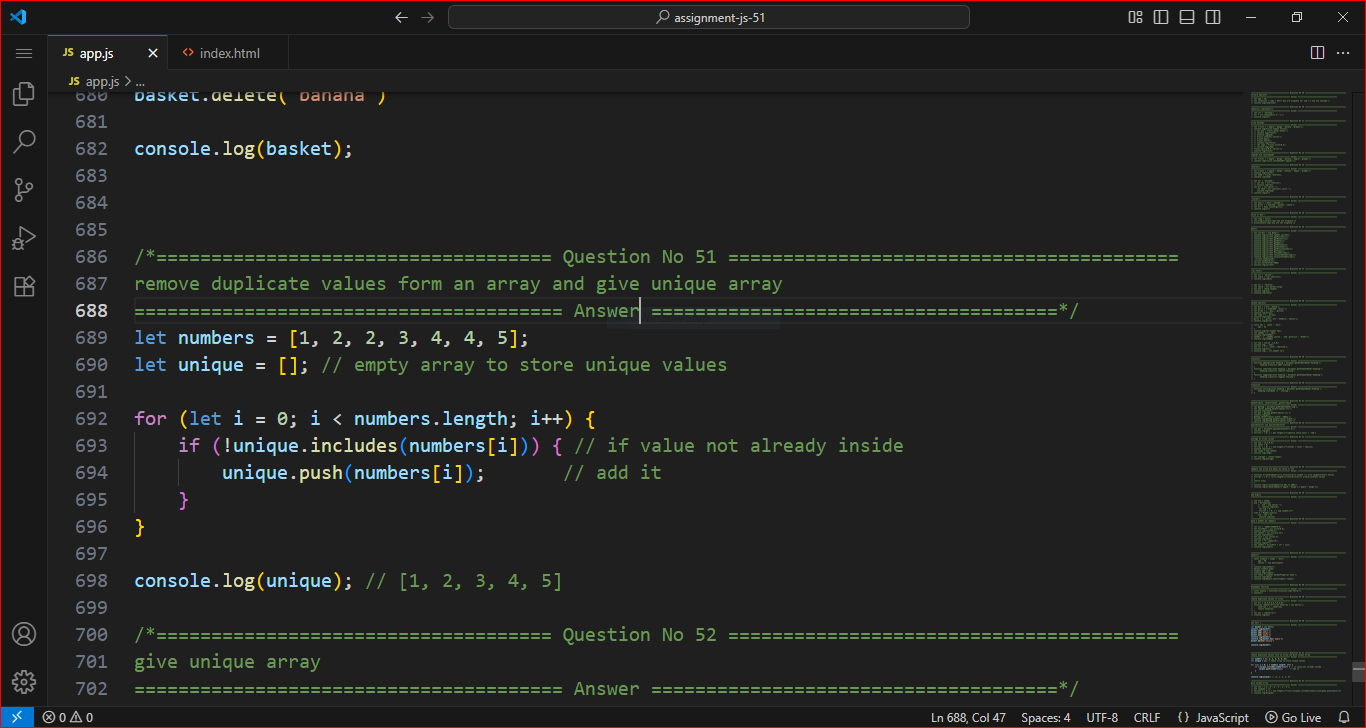 assignment-js-51
JS app.js
<> index.html
JS app.js > ...
680 basket.delete("banana")
681
682 console.log(basket);
683
684
685
686 /*==================================== Question No 51 =========================================
687 remove duplicate values form an array and give unique array
688 ======================================= Answer =====================================*/
689 let numbers = [1, 2, 2, 3, 4, 4, 5];
690 let unique = []; // empty array to store unique values
691
692 for (let i = 0; i < numbers.length; i++) {
693 if (!unique.includes(numbers[i])) { // if value not already inside
694 unique.push(numbers[i]); // add it
695 }
696 }
697
698 console.log(unique); // [1, 2, 3, 4, 5]
699
700 /*==================================== Question No 52 =========================================
701 give unique array
702 ======================================= Answer =====================================*/
0 0 Ln 688, Col 47 Spaces: 4 UTF-8 CRLF {} JavaScript Go Live